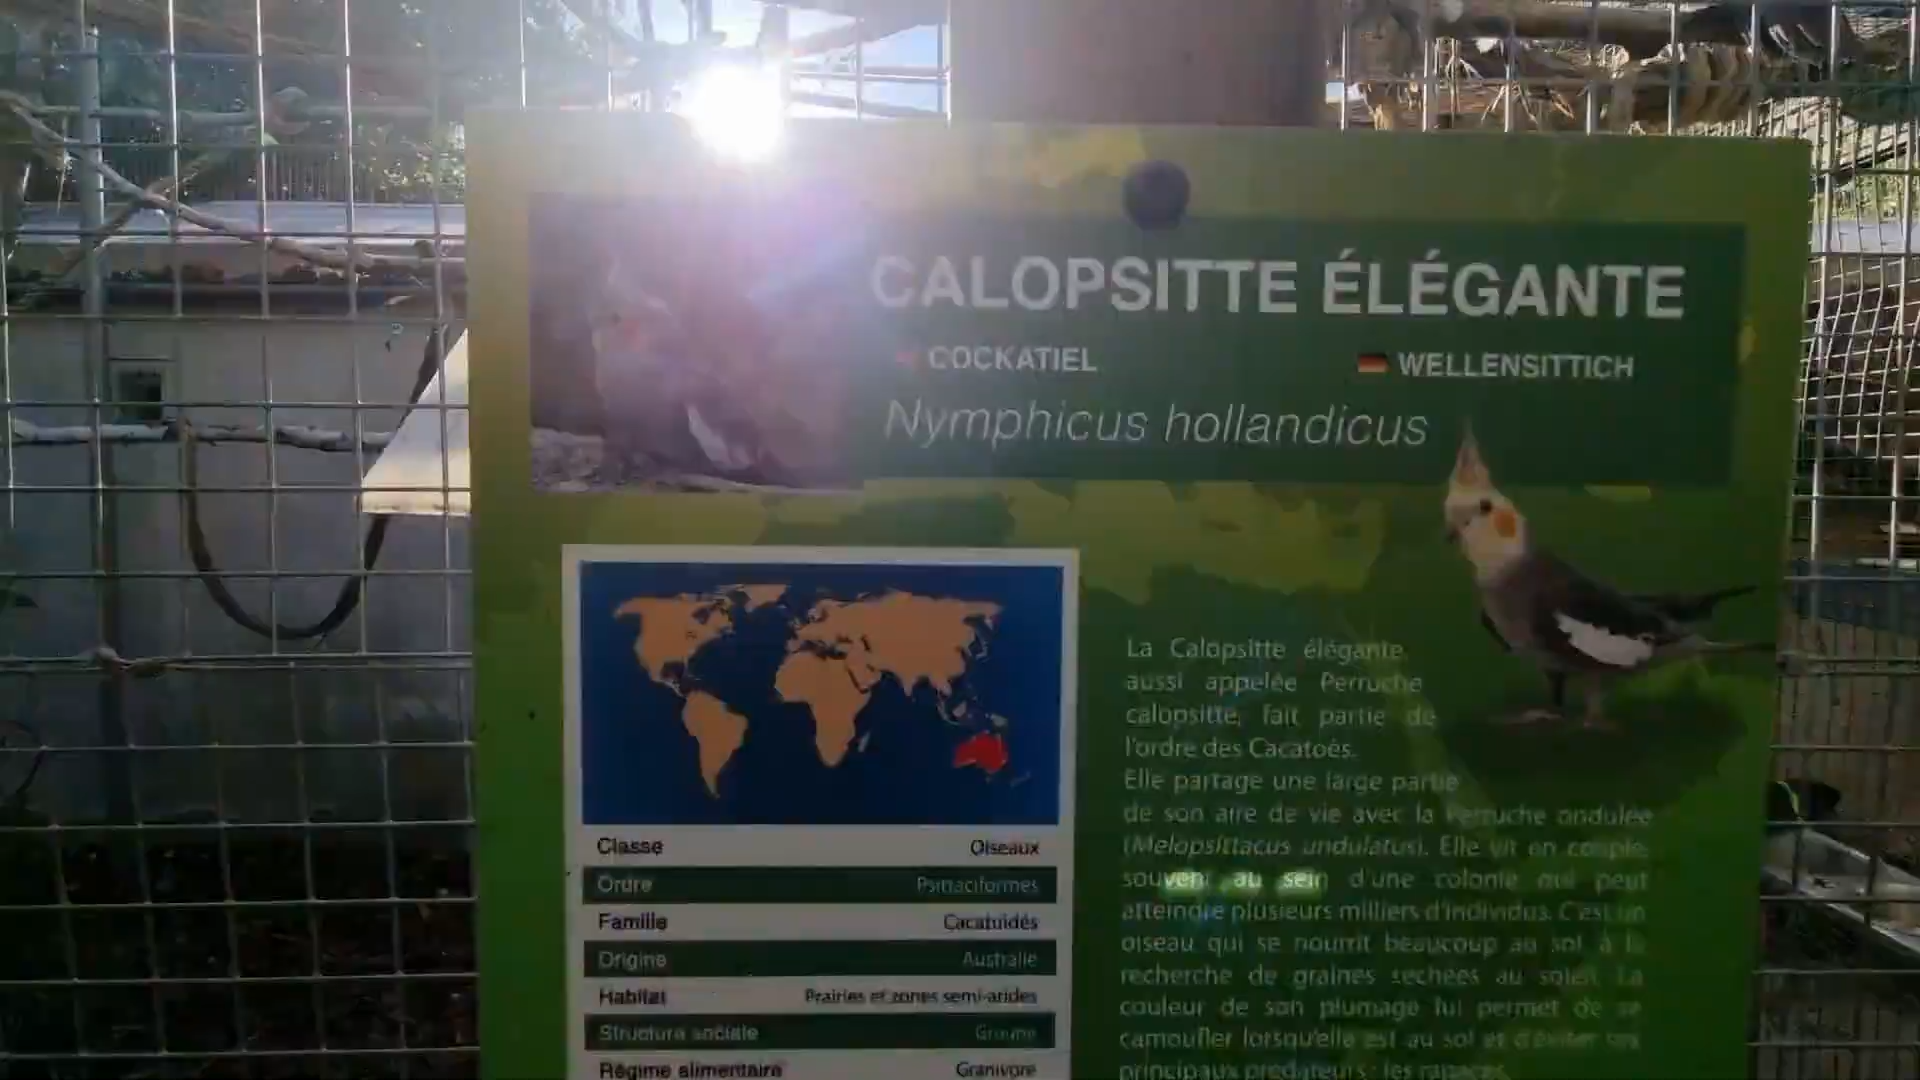 CALOPSITTE ÉLÉGANTE
COCKATIEL
WELLENSITTICH
Nymphicus hollandicus
La Calopsitte élégante
aussi appelée Perruche
calopsitte, fait partie de
l'ordre des Cacatoès.
Elle partage une large partie
de son aire de vie avec la Perruche ondulée
(Melopsittacus undulatus). Elle vit en couple
souvent au sein d'une colonie qui peut
atteindre plusieurs milliers d'individus. C'est un
oiseau qui se nourrit beaucoup au sol à la
recherche de graines séchées au soleil. La
couleur de son plumage lui permet de se
camoufler lorsqu'elle est au sol et d'éviter ses
principaux prédateurs : les rapaces.
Classe Oiseaux
Ordre Psittaciformes
Famille Cacatuidés
Origine Australie
Habitat Prairies et zones semi-arides
Structure sociale Groupe
Régime alimentaire Granivore